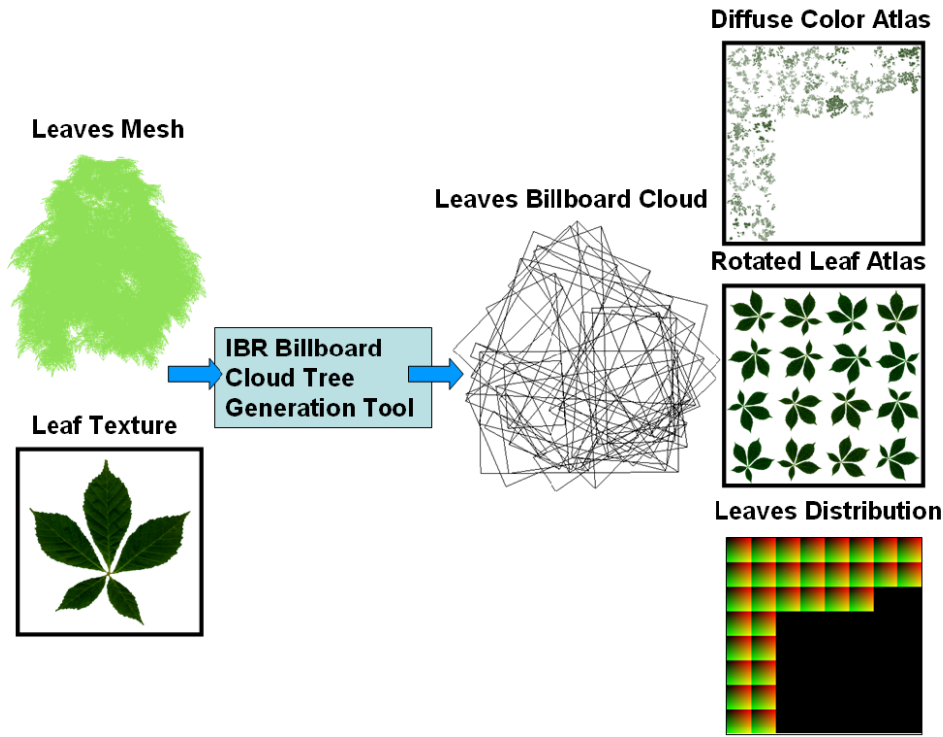 Diffuse Color Atlas
Leaves Mesh
Leaves Billboard Cloud
Rotated Leaf Atlas
IBR Billboard
Cloud Tree
Generation Tool
Leaf Texture
Leaves Distribution